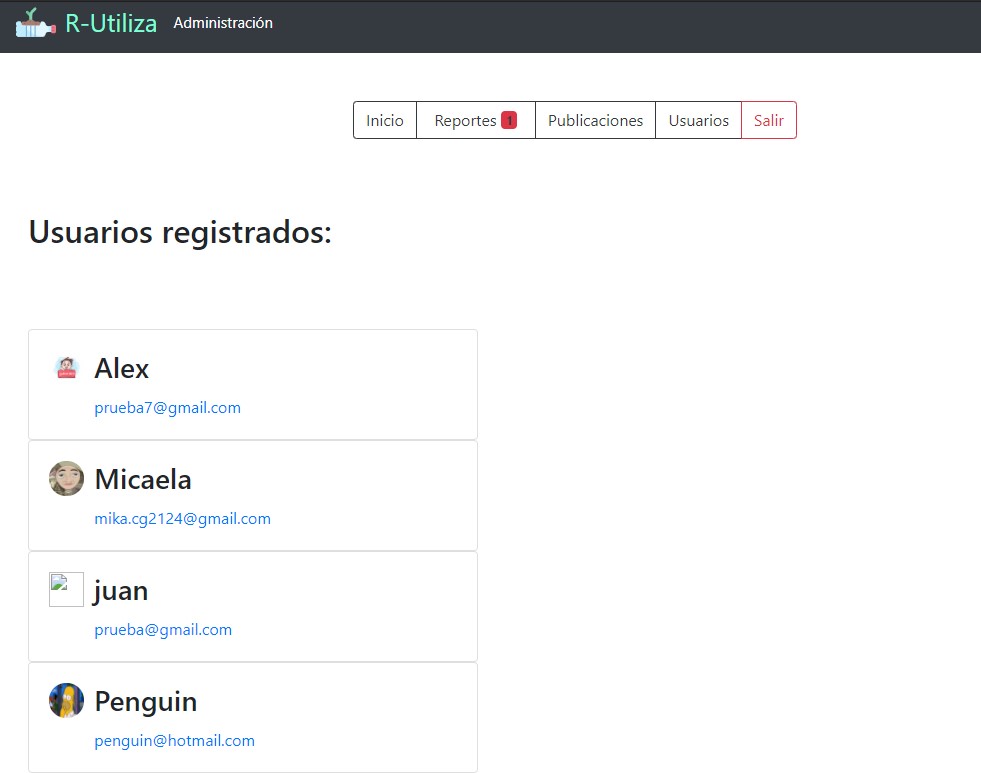 R-Utiliza Administración
Inicio Reportes 1 Publicaciones Usuarios Salir
Usuarios registrados:
Alex
prueba7@gmail.com
Micaela
mika.cg2124@gmail.com
juan
prueba@gmail.com
Penguin
penguin@hotmail.com